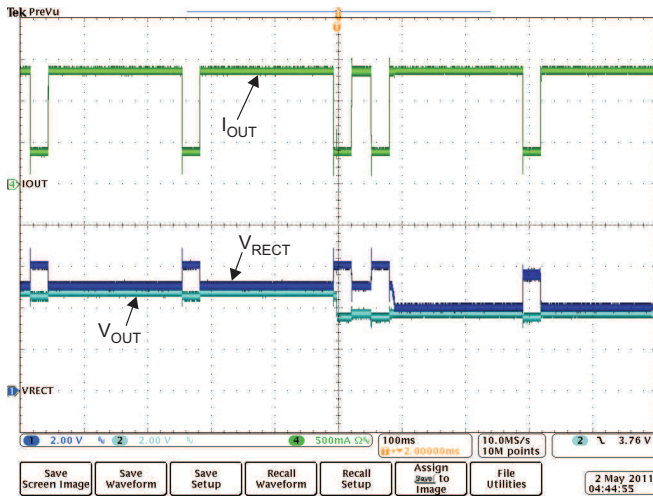 Tek PreVu
I_OUT
4 IOUT
V_RECT
V_OUT
1 VRECT
1 2.00 V 2 2.00 V 4 500mA Ω 100ms 10.0MS/s 2 3.76 V
2.00000ms 10M points
Save Screen Image
Save Waveform
Save Setup
Recall Waveform
Recall Setup
Assign Save to Image
File Utilities
2 May 2011
04:44:55